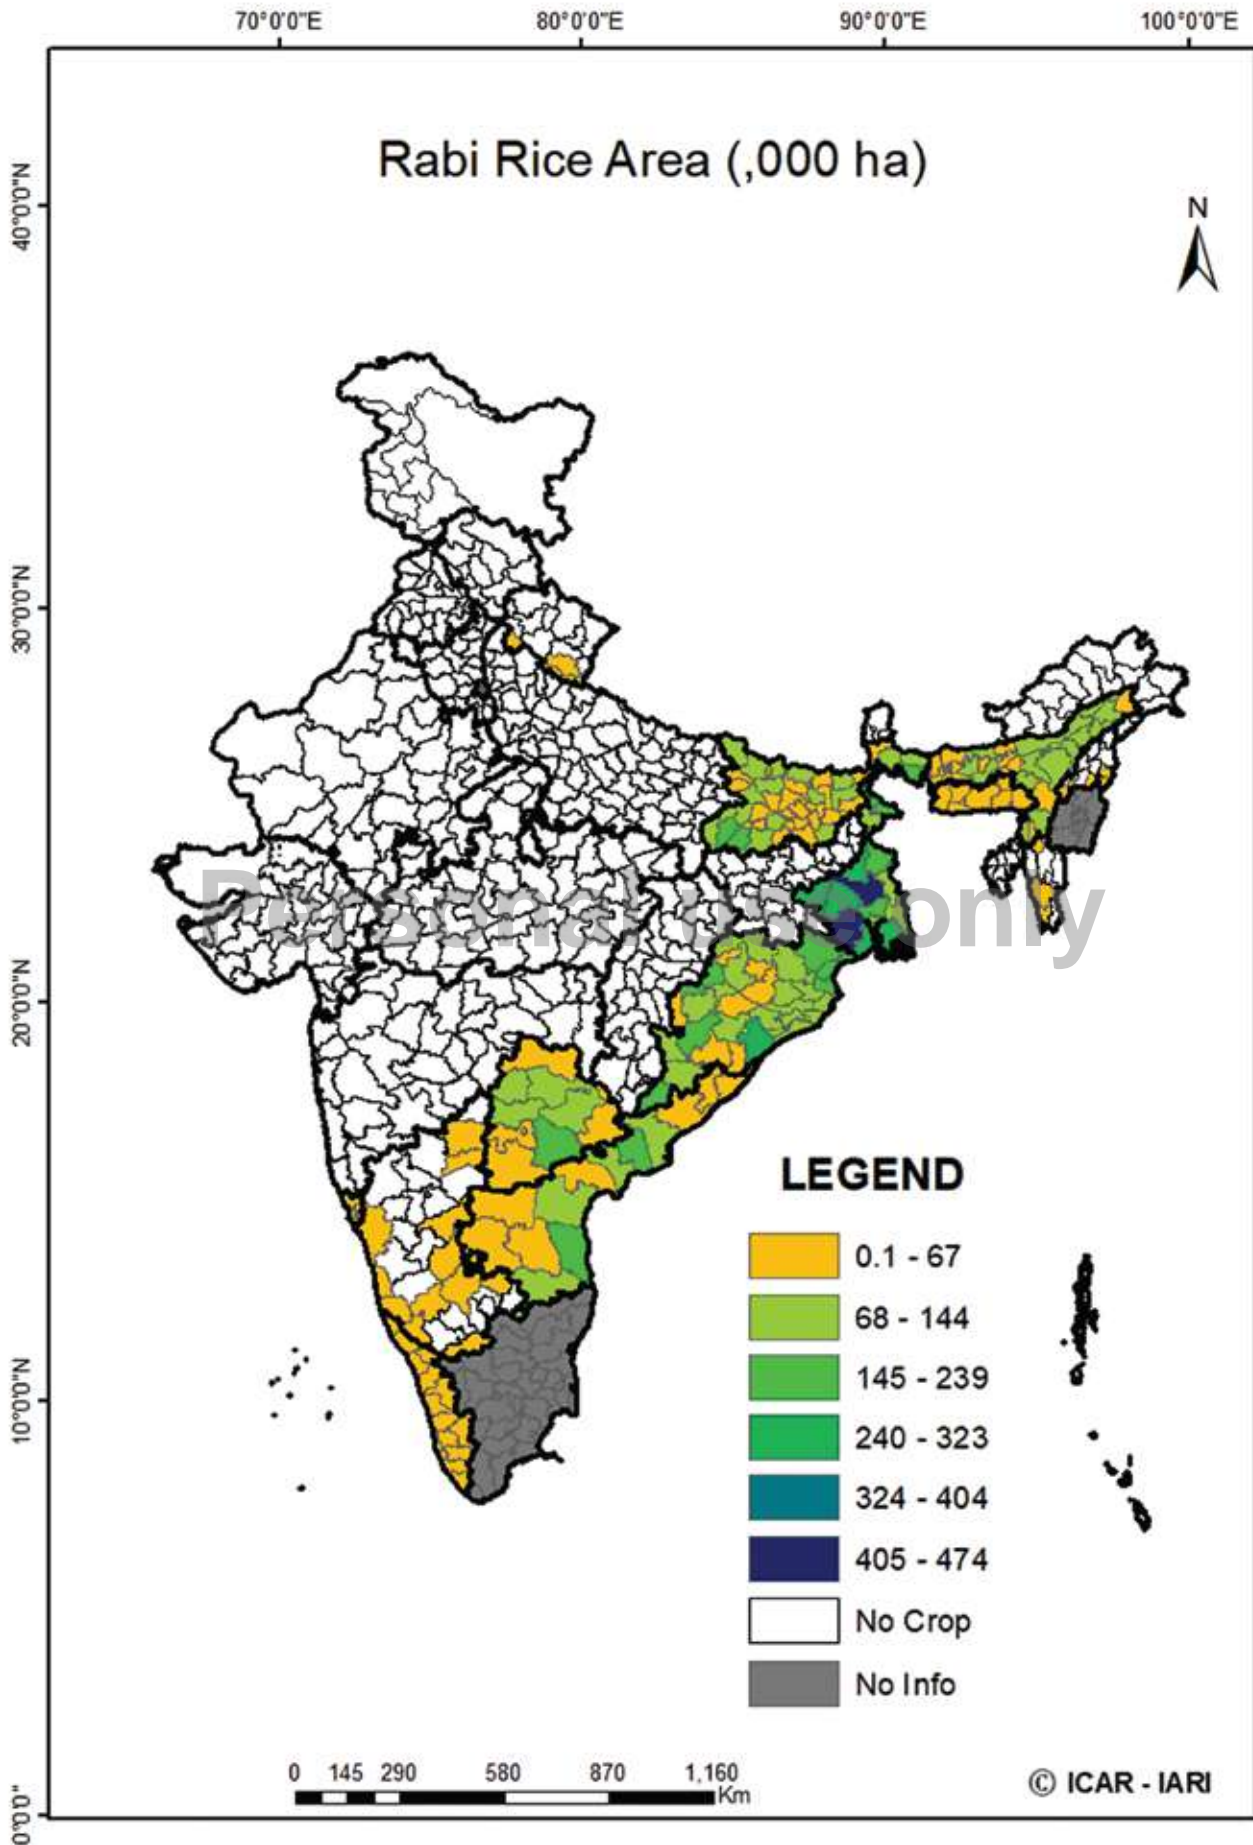 70°0'0"E 80°0'0"E 90°0'0"E 100°0'0"E
Rabi Rice Area (,000 ha)
40°0'0"N
N
30°0'0"N
Personal use only
20°0'0"N
LEGEND
0.1 - 67
68 - 144
145 - 239
240 - 323
10°0'0"N
324 - 404
405 - 474
No Crop
No Info
0 145 290 580 870 1,160
Km
© ICAR - IARI
0°0'0"